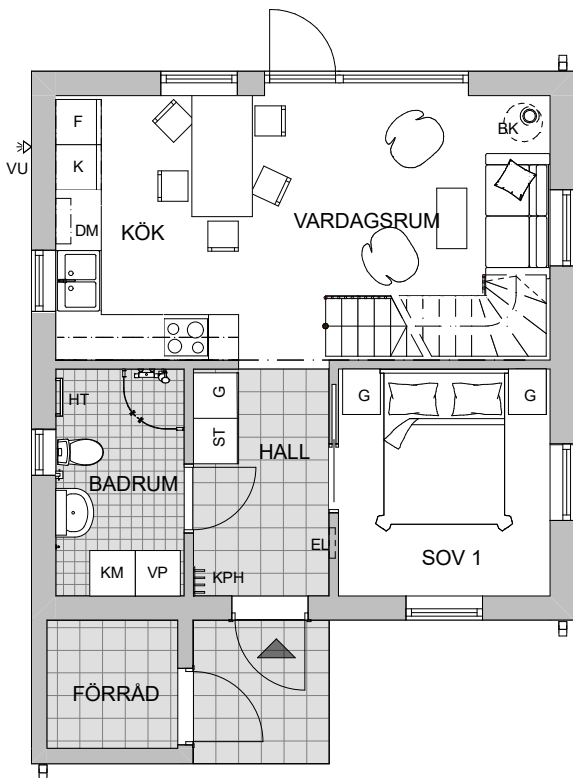 F
BK
K
VU
DM
KÖK
VARDAGSRUM
HT
G
G
G
ST
HALL
BADRUM
EL
SOV 1
KM
VP
KPH
FÖRRÅD